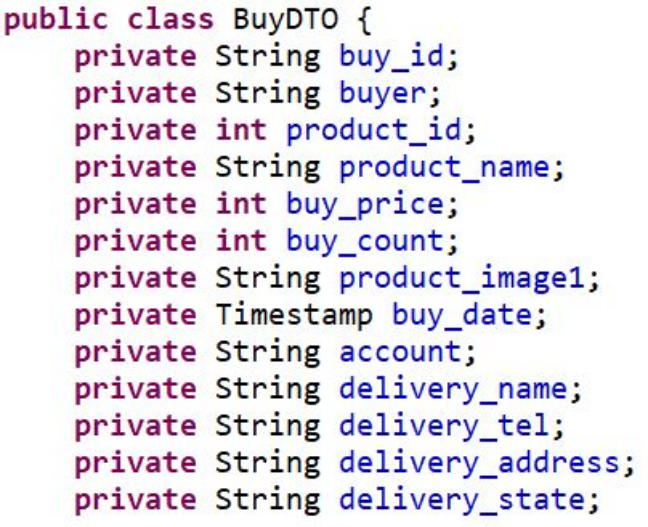 public class BuyDTO {
    private String buy_id;
    private String buyer;
    private int product_id;
    private String product_name;
    private int buy_price;
    private int buy_count;
    private String product_image1;
    private Timestamp buy_date;
    private String account;
    private String delivery_name;
    private String delivery_tel;
    private String delivery_address;
    private String delivery_state;